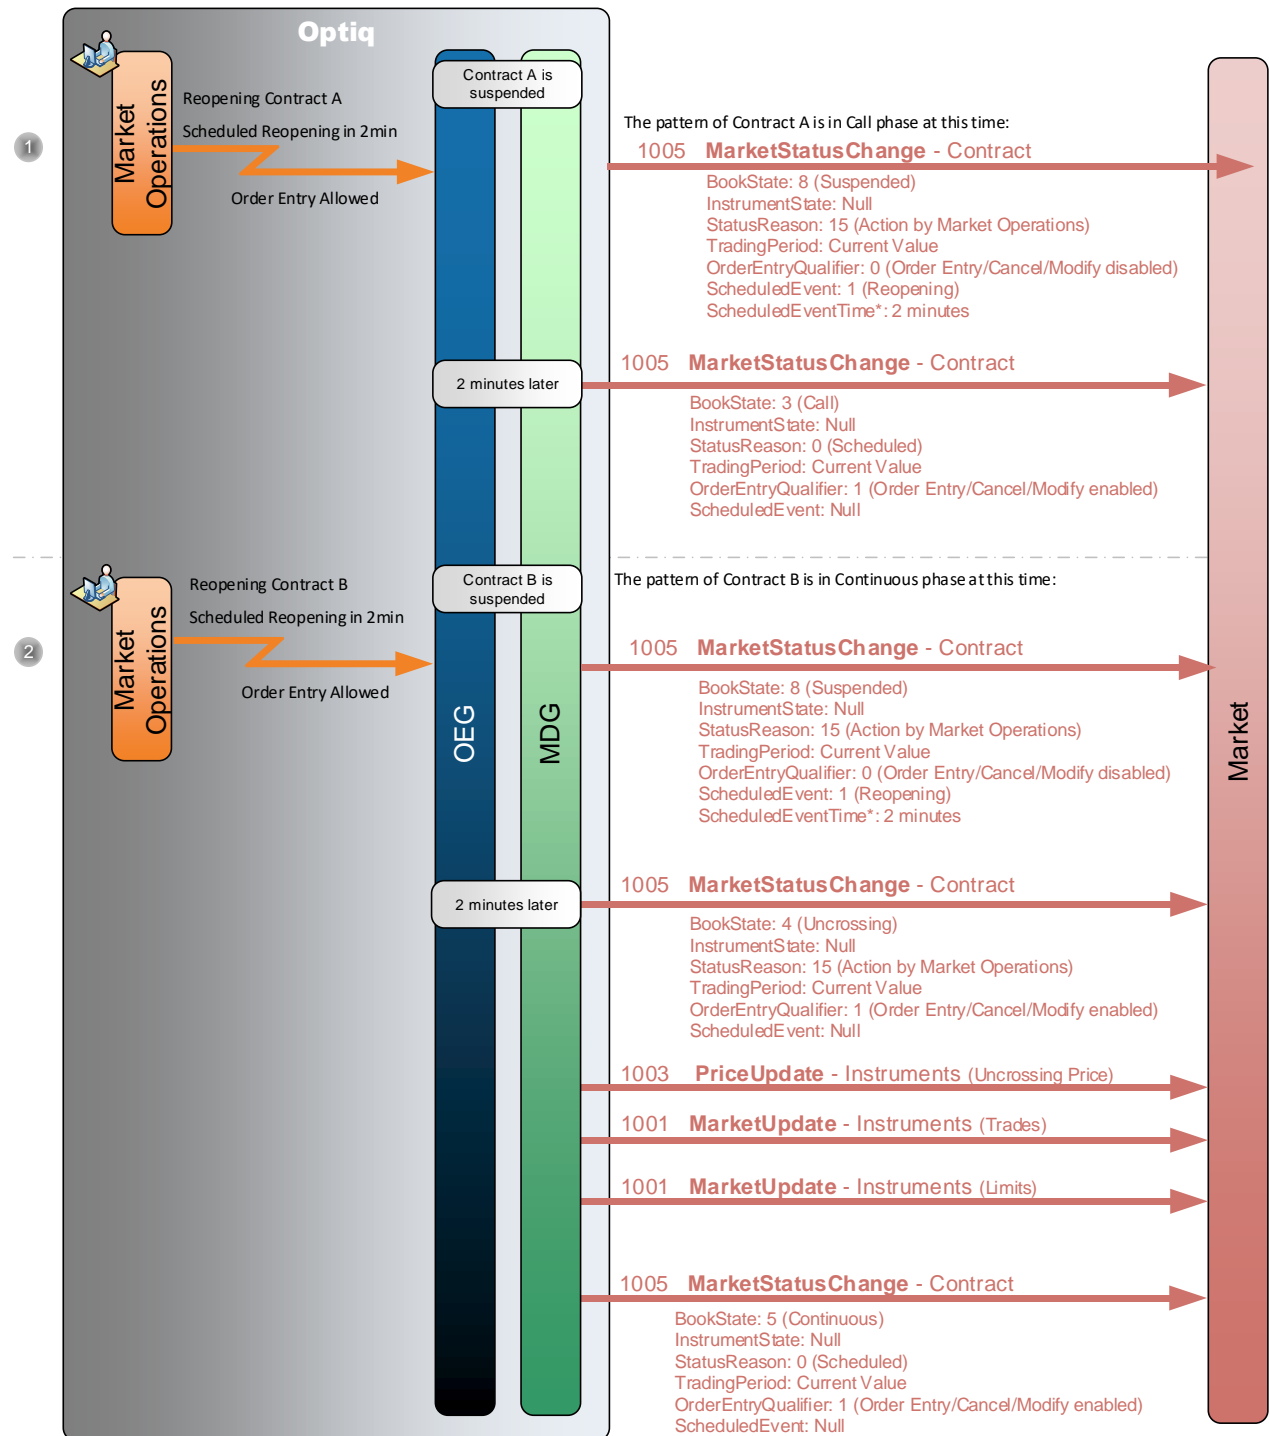 Optiq
Market
Operations
Reopening Contract A
Scheduled Reopening in 2min
Order Entry Allowed
Contract A is
suspended
1
The pattern of Contract A is in Call phase at this time:
1005 MarketStatusChange - Contract
BookState: 8 (Suspended)
InstrumentState: Null
StatusReason: 15 (Action by Market Operations)
TradingPeriod: Current Value
OrderEntryQualifier: 0 (Order Entry/Cancel/Modify disabled)
ScheduledEvent: 1 (Reopening)
ScheduledEventTime*: 2 minutes
2 minutes later
1005 MarketStatusChange - Contract
BookState: 3 (Call)
InstrumentState: Null
StatusReason: 0 (Scheduled)
TradingPeriod: Current Value
OrderEntryQualifier: 1 (Order Entry/Cancel/Modify enabled)
ScheduledEvent: Null
Market
Operations
Reopening Contract B
Scheduled Reopening in 2min
Order Entry Allowed
Contract B is
suspended
2
The pattern of Contract B is in Continuous phase at this time:
1005 MarketStatusChange - Contract
BookState: 8 (Suspended)
InstrumentState: Null
StatusReason: 15 (Action by Market Operations)
TradingPeriod: Current Value
OrderEntryQualifier: 0 (Order Entry/Cancel/Modify disabled)
ScheduledEvent: 1 (Reopening)
ScheduledEventTime*: 2 minutes
OEG
MDG
Market
2 minutes later
1005 MarketStatusChange - Contract
BookState: 4 (Uncrossing)
InstrumentState: Null
StatusReason: 15 (Action by Market Operations)
TradingPeriod: Current Value
OrderEntryQualifier: 1 (Order Entry/Cancel/Modify enabled)
ScheduledEvent: Null
1003 PriceUpdate - Instruments (Uncrossing Price)
1001 MarketUpdate - Instruments (Trades)
1001 MarketUpdate - Instruments (Limits)
1005 MarketStatusChange - Contract
BookState: 5 (Continuous)
InstrumentState: Null
StatusReason: 0 (Scheduled)
TradingPeriod: Current Value
OrderEntryQualifier: 1 (Order Entry/Cancel/Modify enabled)
ScheduledEvent: Null